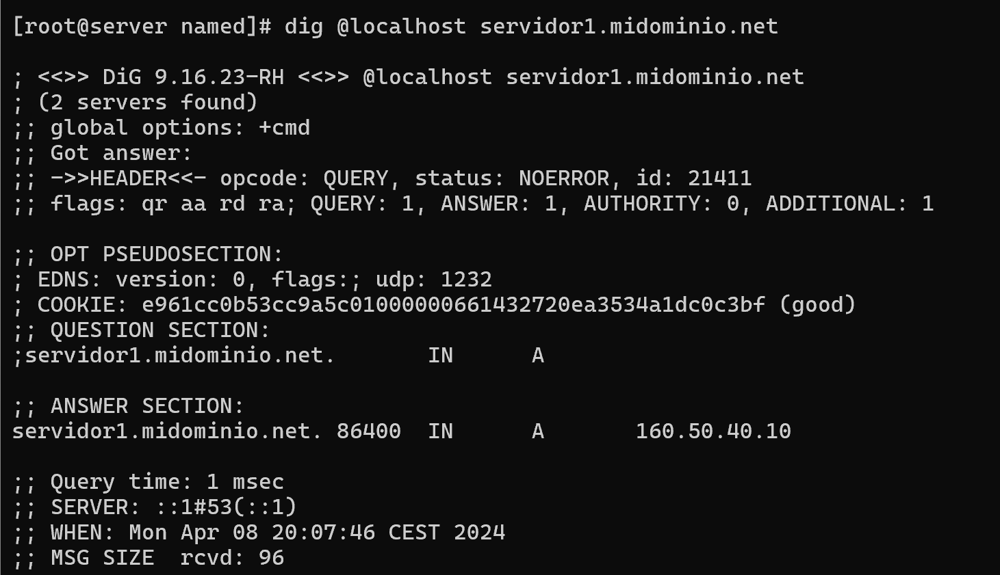 [root@server named]# dig @localhost servidor1.midominio.net
; <<>> DiG 9.16.23-RH <<>> @localhost servidor1.midominio.net
; (2 servers found)
;; global options: +cmd
;; Got answer:
;; ->>HEADER<<- opcode: QUERY, status: NOERROR, id: 21411
;; flags: qr aa rd ra; QUERY: 1, ANSWER: 1, AUTHORITY: 0, ADDITIONAL: 1
;; OPT PSEUDOSECTION:
; EDNS: version: 0, flags:; udp: 1232
; COOKIE: e961cc0b53cc9a5c01000000661432720ea3534a1dc0c3bf (good)
;; QUESTION SECTION:
;servidor1.midominio.net. IN A
;; ANSWER SECTION:
servidor1.midominio.net. 86400 IN A 160.50.40.10
;; Query time: 1 msec
;; SERVER: ::1#53(::1)
;; WHEN: Mon Apr 08 20:07:46 CEST 2024
;; MSG SIZE  rcvd: 96